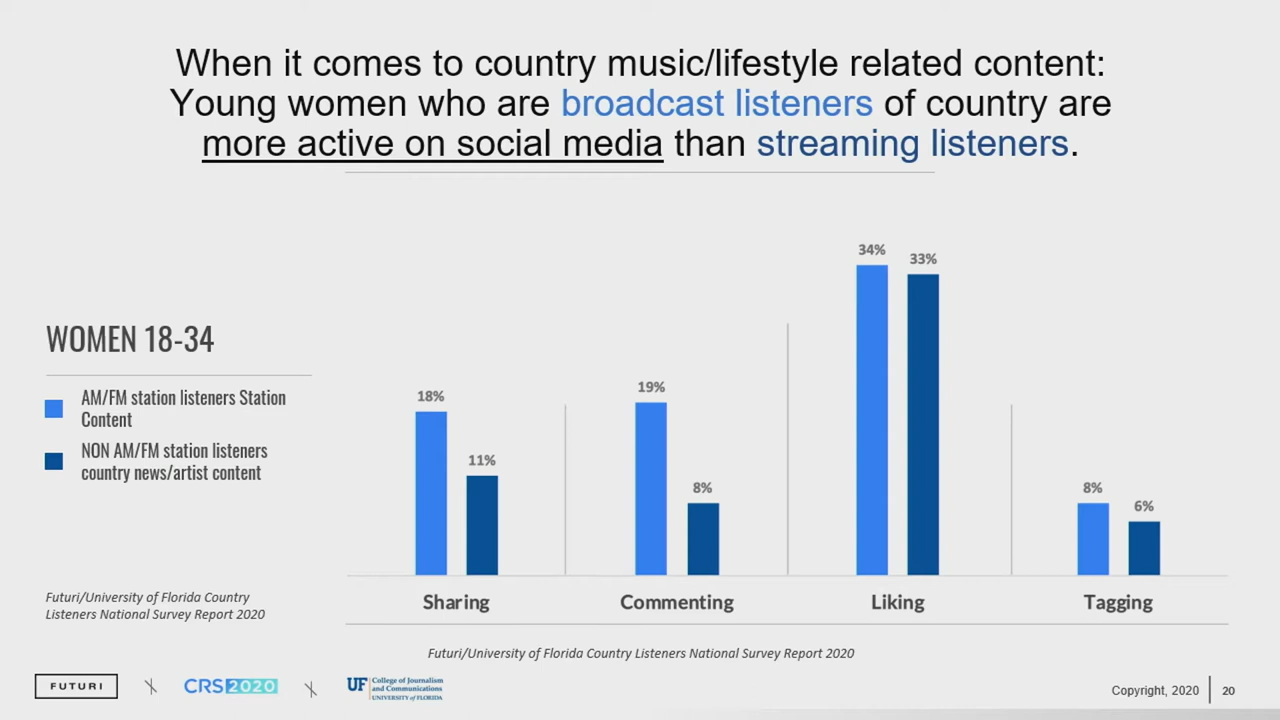 When it comes to country music/lifestyle related content:
Young women who are broadcast listeners of country are
more active on social media than streaming listeners.
WOMEN 18-34
AM/FM station listeners Station
Content
NON AM/FM station listeners
country news/artist content
Futuri/University of Florida Country
Listeners National Survey Report 2020
18%
11%
19%
8%
34%
33%
8%
6%
Sharing
Commenting
Liking
Tagging
Futuri/University of Florida Country Listeners National Survey Report 2020
FUTURI
CRS2020
UF
College of Journalism
and Communications
UNIVERSITY of FLORIDA
Copyright, 2020
20